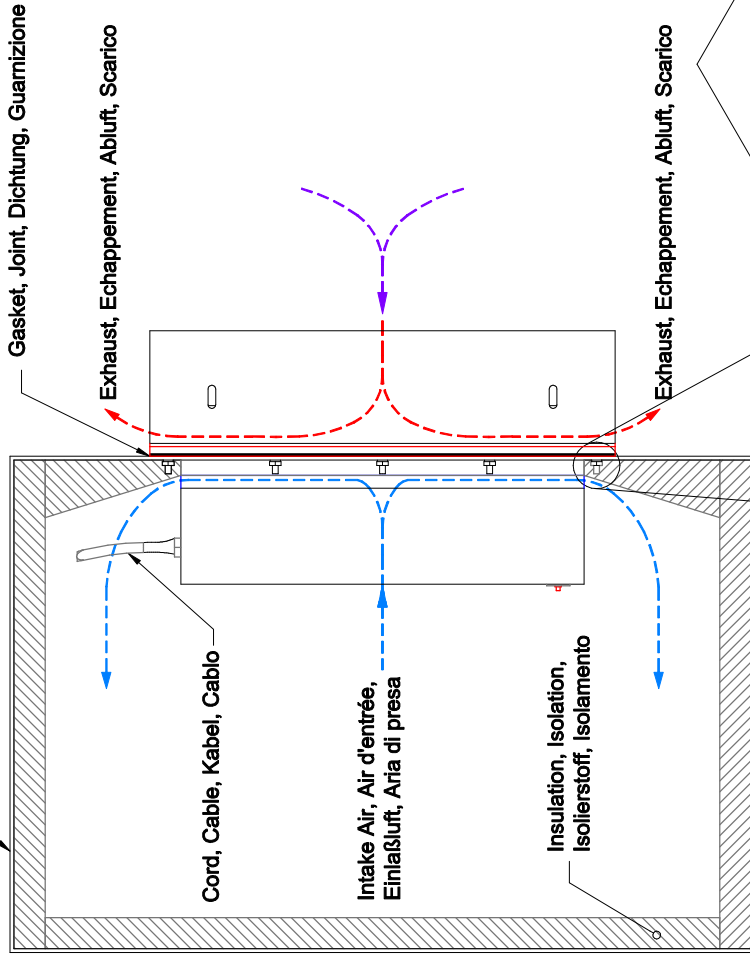 Gasket, Joint, Dichtung, Guarnizione
Exhaust, Echappement, Abluft, Scarico
Exhaust, Echappement, Abluft, Scarico
Cord, Cable, Kabel, Cablo
Intake Air, Air d'entrée,
Einlaßluft, Aria di presa
Insulation, Isolation,
Isolierstoff, Isolamento